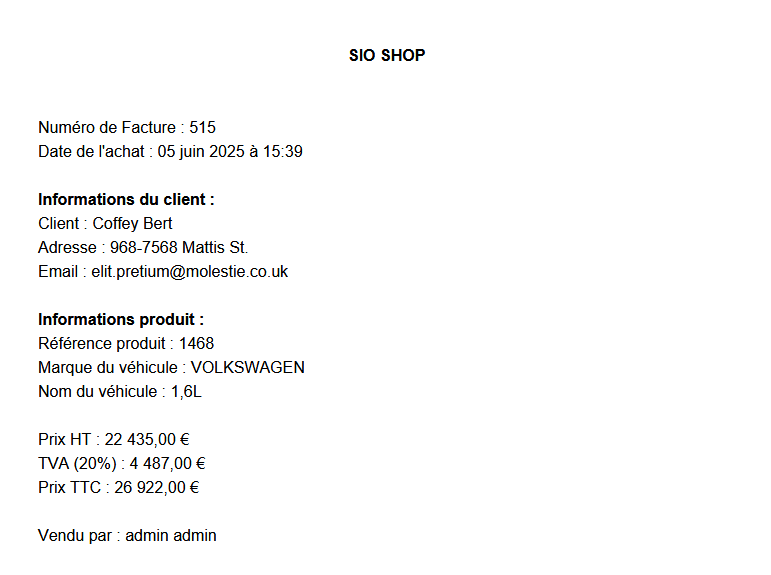 SIO SHOP
Numéro de Facture : 515
Date de l'achat : 05 juin 2025 à 15:39
Informations du client :
Client : Coffey Bert
Adresse : 968-7568 Mattis St.
Email : elit.pretium@molestie.co.uk
Informations produit :
Référence produit : 1468
Marque du véhicule : VOLKSWAGEN
Nom du véhicule : 1,6L
Prix HT : 22 435,00 €
TVA (20%) : 4 487,00 €
Prix TTC : 26 922,00 €
Vendu par : admin admin